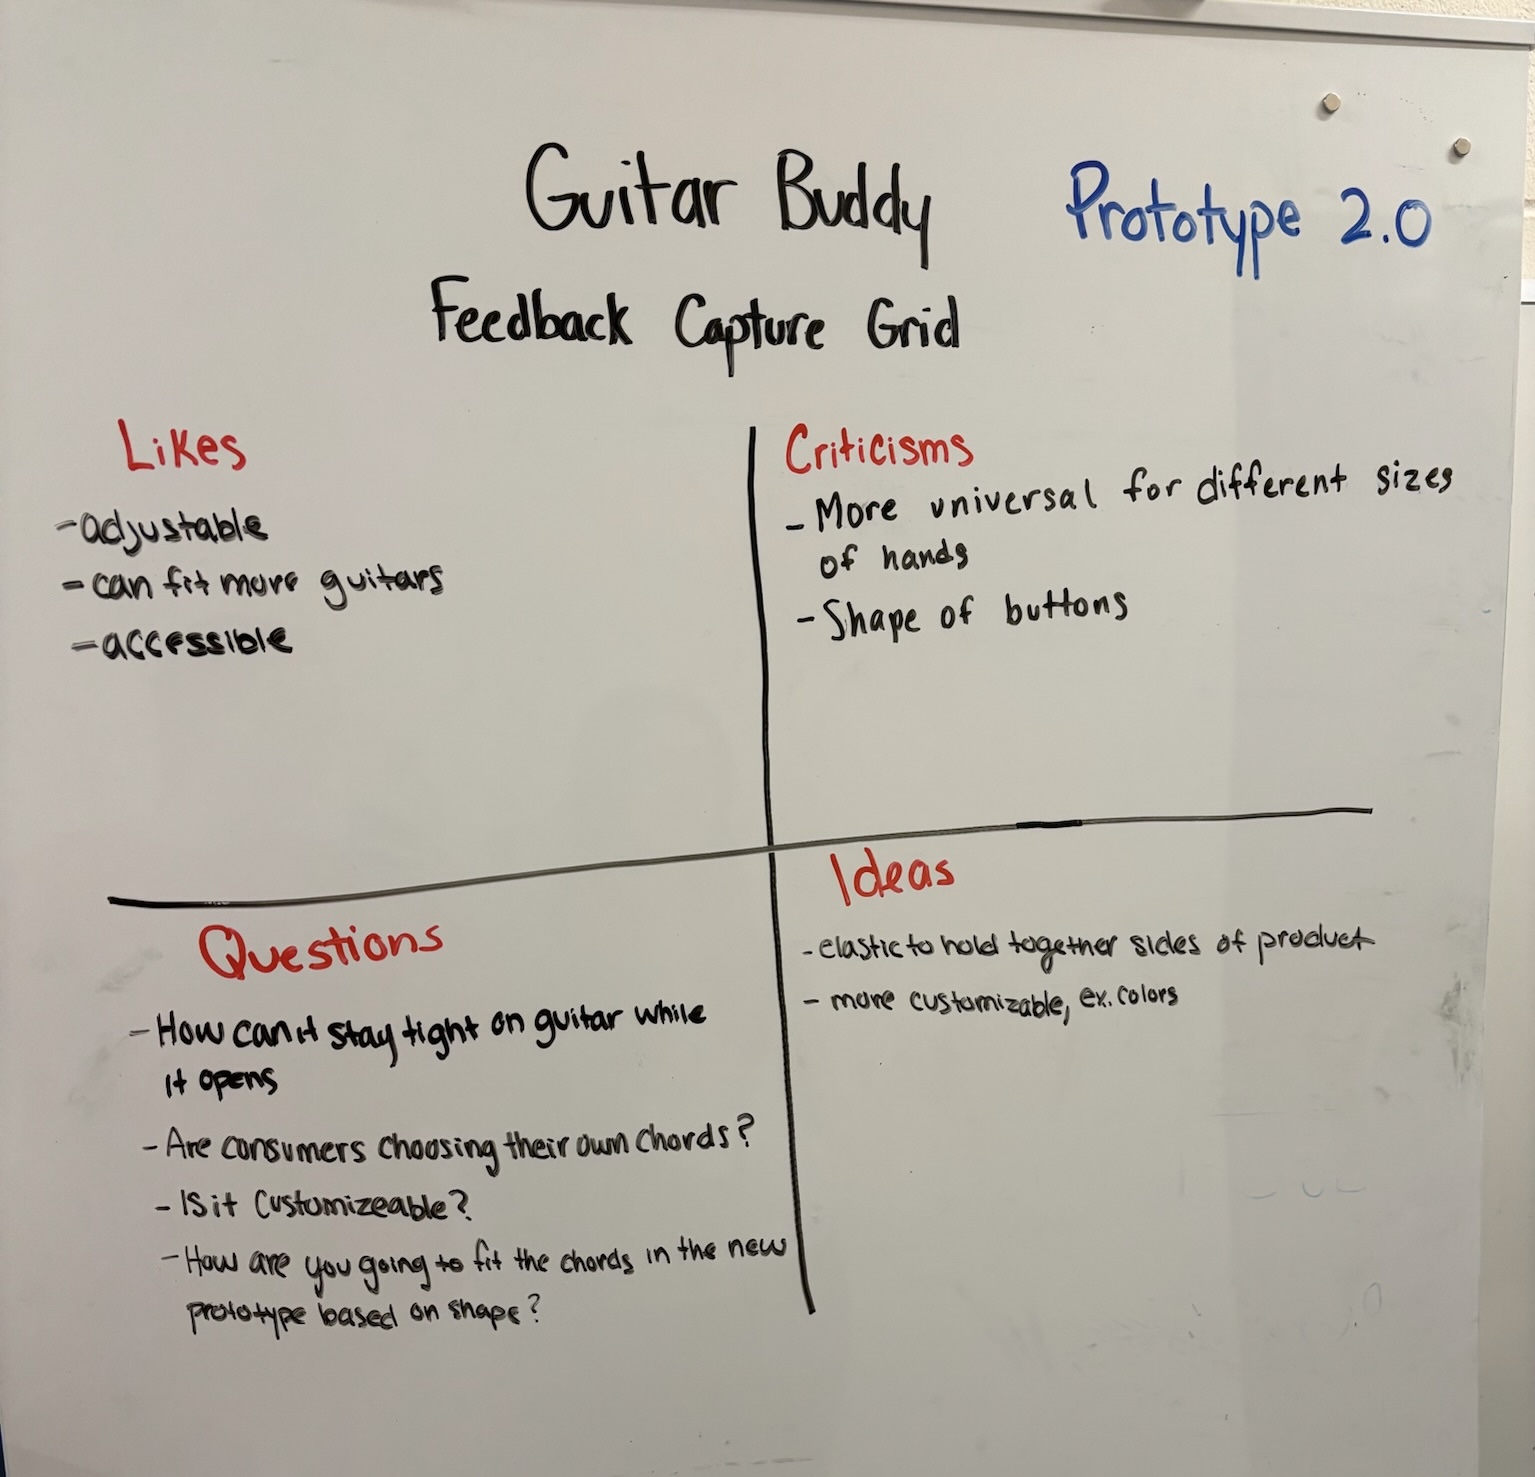 Guitar Buddy
Prototype 2.0
Feedback Capture Grid
Likes
-adjustable
-can fit more guitars
-accessible
Criticisms
- More universal for different sizes
of hands
- Shape of buttons
Questions
- How can it stay tight on guitar while
it opens
- Are consumers choosing their own chords?
- Is it customizeable?
- How are you going to fit the chords in the new
prototype based on shape?
Ideas
- elastic to hold together sides of product
- more customizable, ex. colors